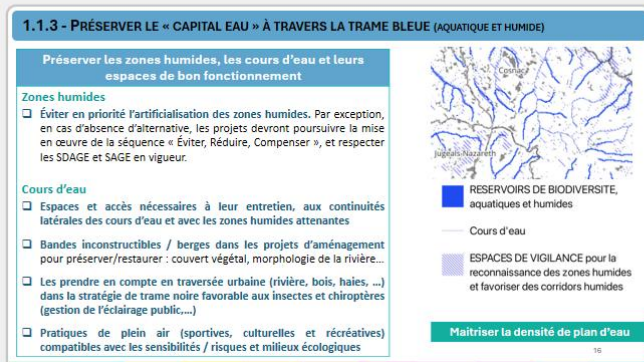 1.1.3 - PRÉSERVER LE « CAPITAL EAU » À TRAVERS LA TRAME BLEUE (AQUATIQUE ET HUMIDE)
Préserver les zones humides, les cours d'eau et leurs
espaces de bon fonctionnement
Zones humides
Éviter en priorité l'artificialisation des zones humides. Par exception,
en cas d'absence d'alternative, les projets devront poursuivre la mise
en œuvre de la séquence « Éviter, Réduire, Compenser », et respecter
les SDAGE et SAGE en vigueur.
Cours d'eau
Espaces et accès nécessaires à leur entretien, aux continuités
latérales des cours d'eau et avec les zones humides attenantes
Bandes inconstructibles / berges dans les projets d'aménagement
pour préserver/restaurer : couvert végétal, morphologie de la rivière...
Les prendre en compte en traversée urbaine (rivière, bois, haies, ...)
dans la stratégie de trame noire favorable aux insectes et chiroptères
(gestion de l'éclairage public,...)
Pratiques de plein air (sportives, culturelles et récréatives)
compatibles avec les sensibilités / risques et milieux écologiques
Cosnac
Jugeals-Nazareth
RESERVOIRS DE BIODIVERSITE,
aquatiques et humides
Cours d'eau
ESPACES DE VIGILANCE pour la
reconnaissance des zones humides
et favoriser des corridors humides
Maitriser la densité de plan d'eau
16